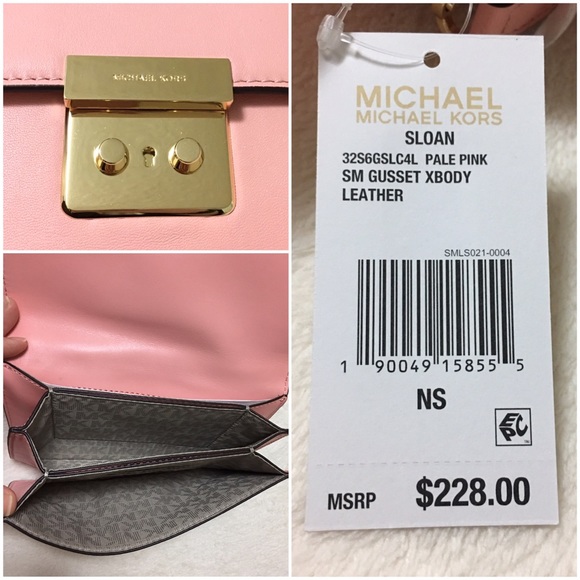 MICHAEL KORS
MICHAEL
MICHAEL KORS
SLOAN
32S6GSLC4L PALE PINK
SM GUSSET XBODY
LEATHER
SMLS021-0004
1 90049 15855 5
NS
EPC
MSRP $228.00